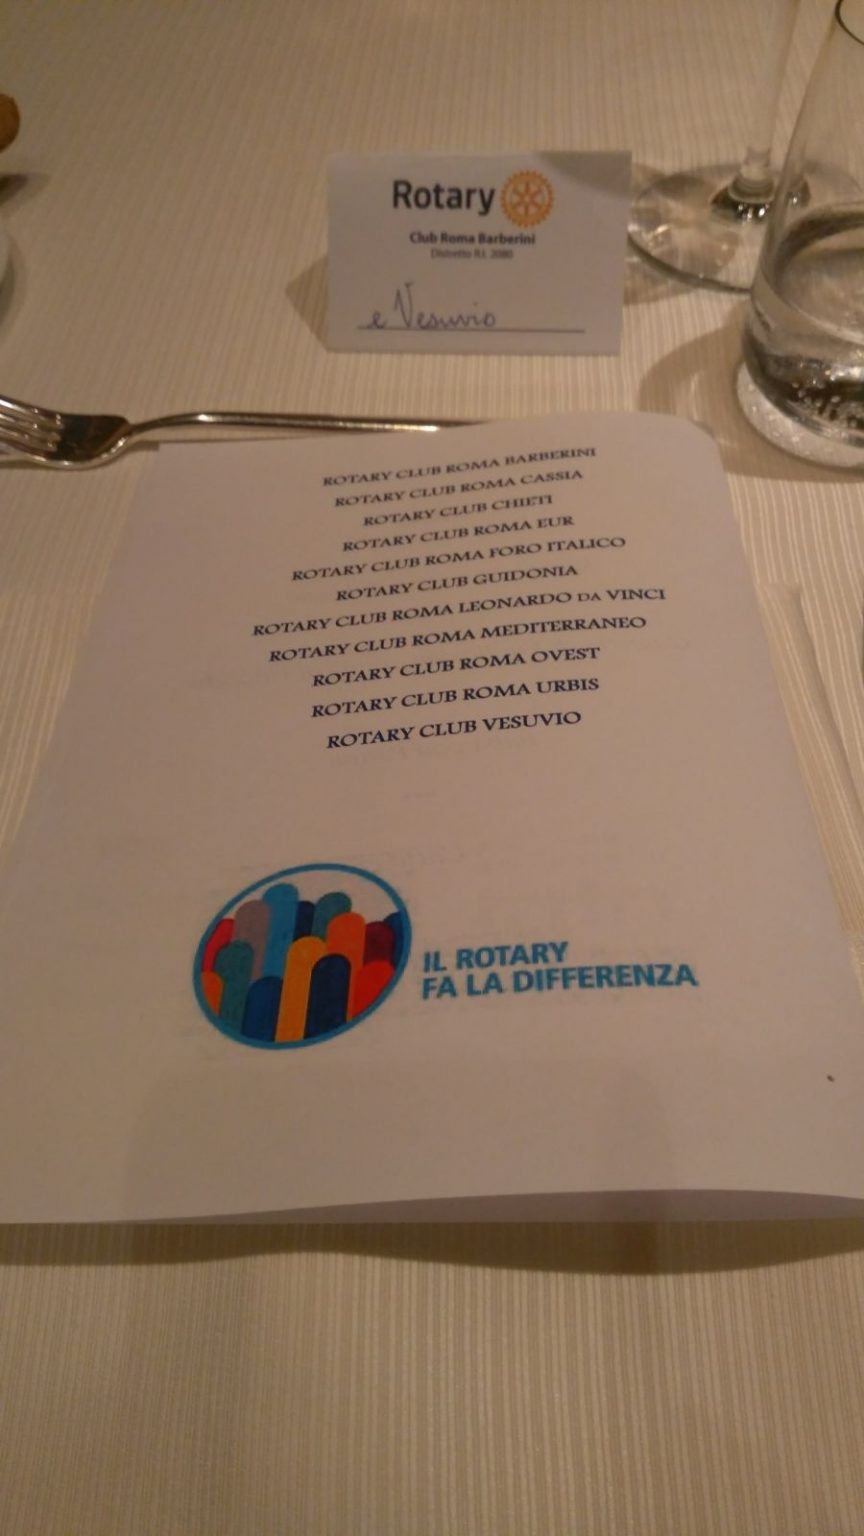 Rotary
Club Roma Barberini
Distretto R.I. 2080
e Vesuvio
ROTARY CLUB ROMA BARBERINI
ROTARY CLUB ROMA CASSIA
ROTARY CLUB CHIETI
ROTARY CLUB ROMA EUR
ROTARY CLUB ROMA FORO ITALICO
ROTARY CLUB GUIDONIA
ROTARY CLUB ROMA LEONARDO DA VINCI
ROTARY CLUB ROMA MEDITERRANEO
ROTARY CLUB ROMA OVEST
ROTARY CLUB ROMA URBIS
ROTARY CLUB VESUVIO
IL ROTARY
FA LA DIFFERENZA